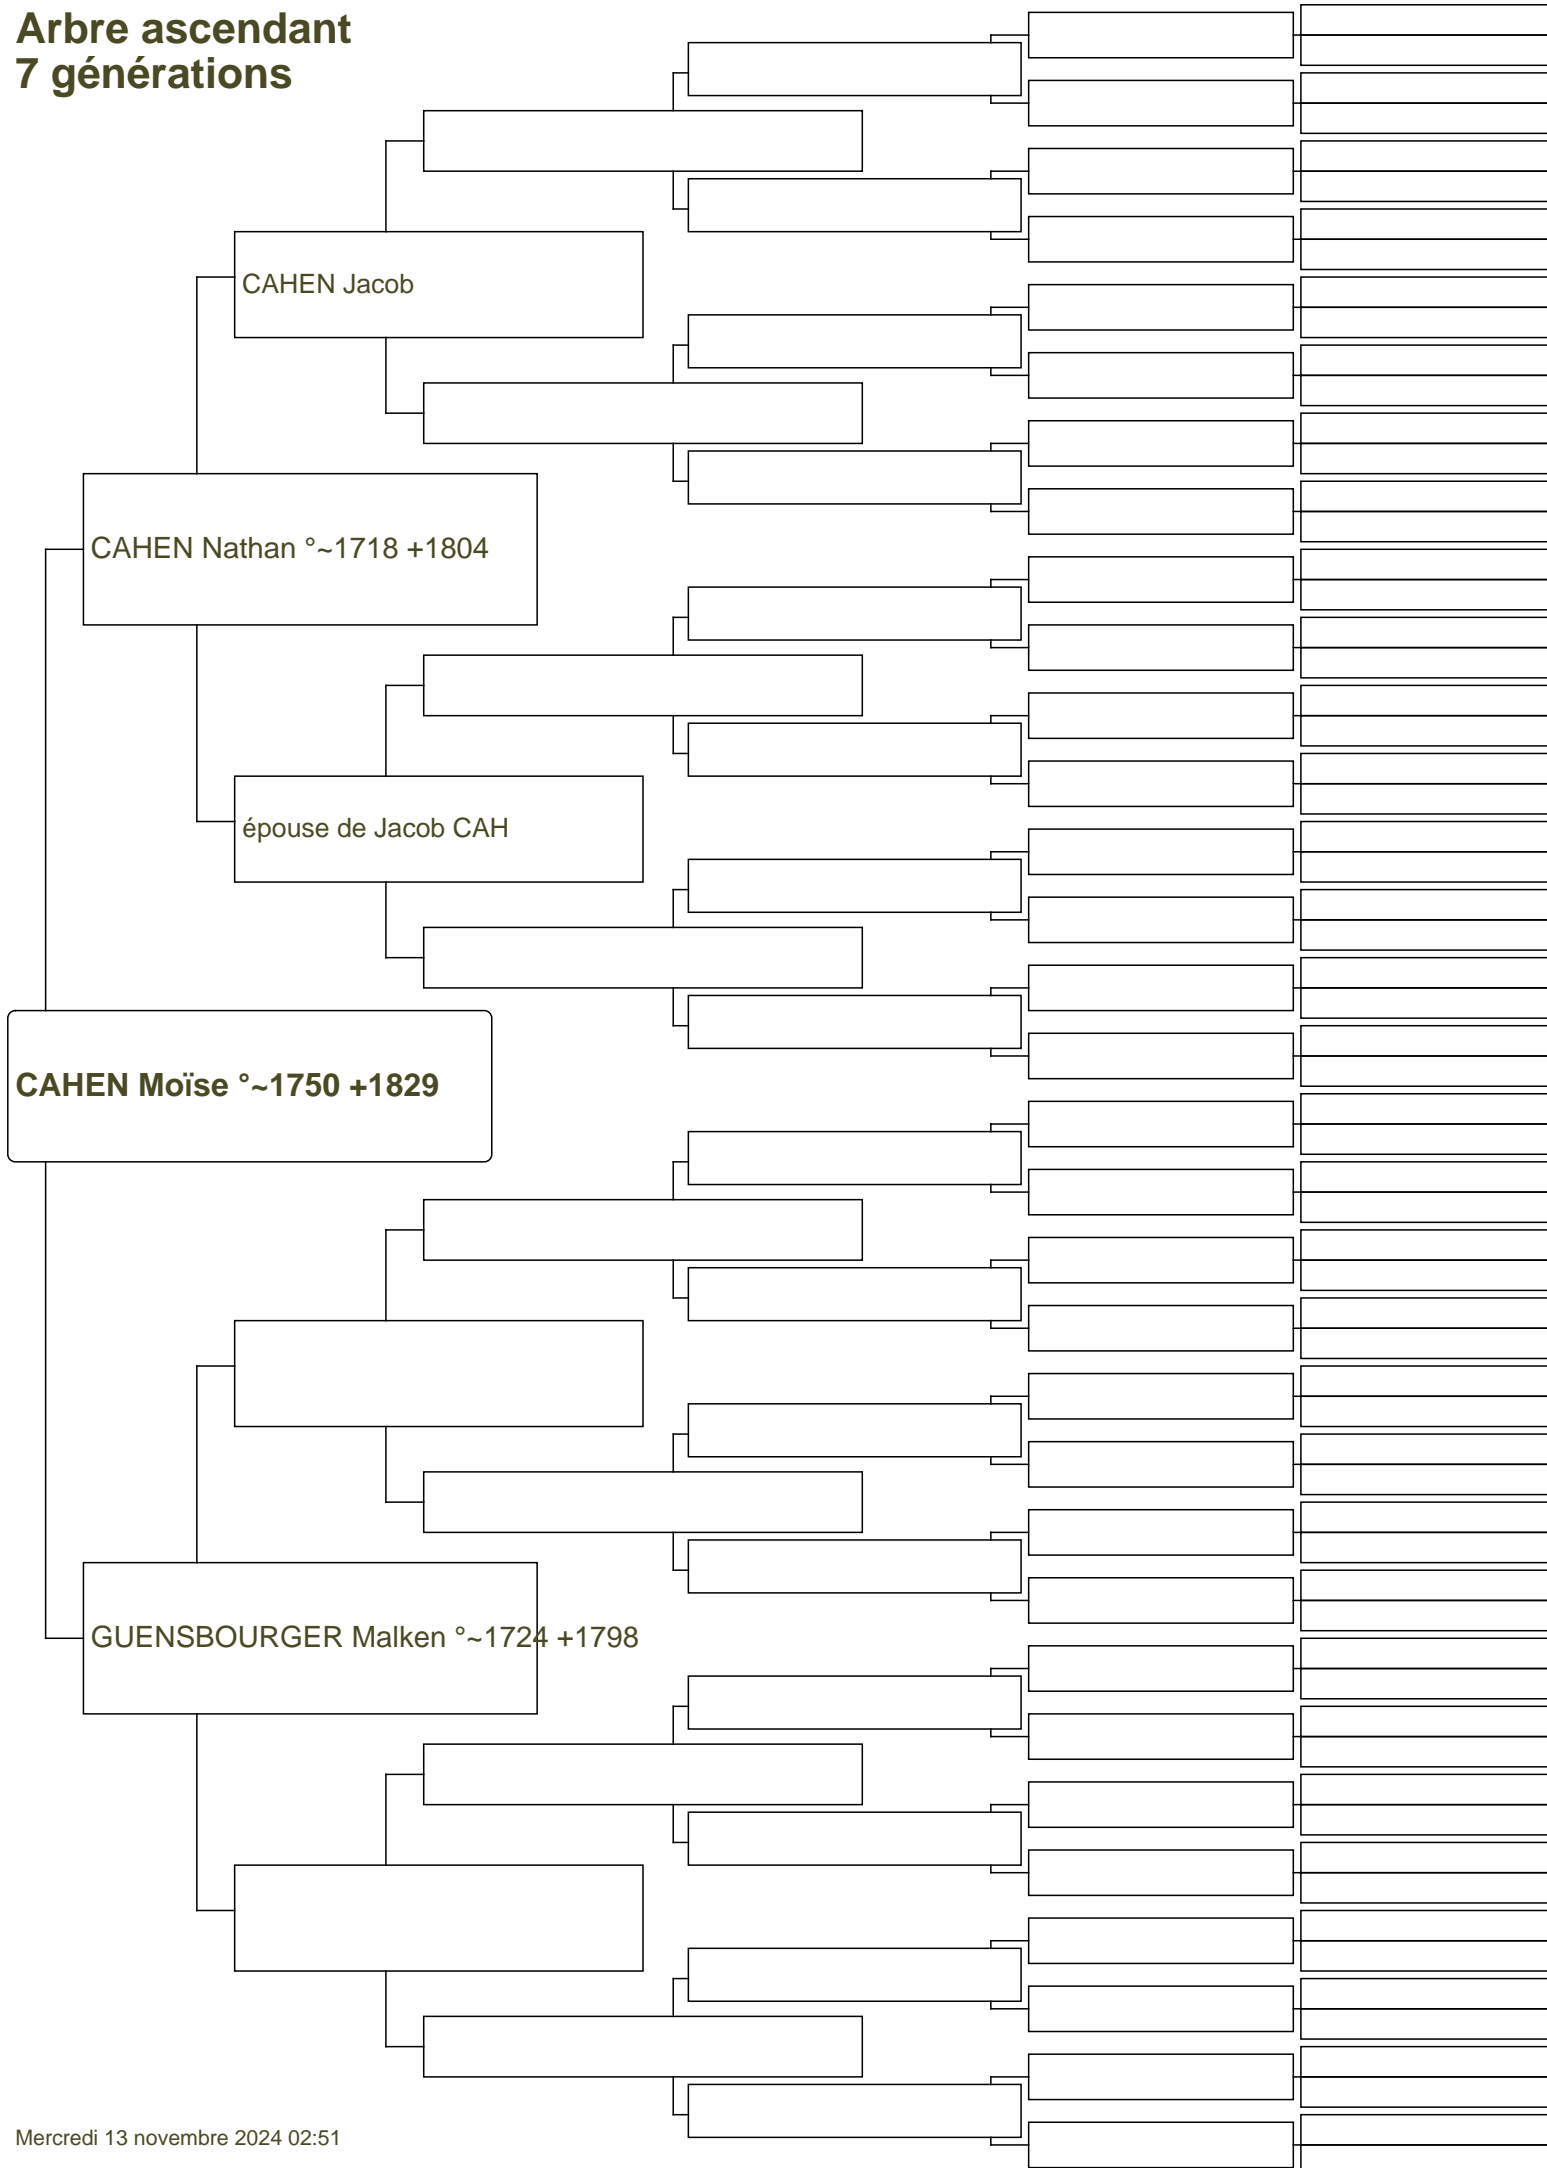 Arbre ascendant
7 générations
CAHEN Jacob
CAHEN Nathan °~1718 +1804
épouse de Jacob CAH
CAHEN Moïse °~1750 +1829
GUENSBOURGER Malken °~1724 +1798
Mercredi 13 novembre 2024 02:51